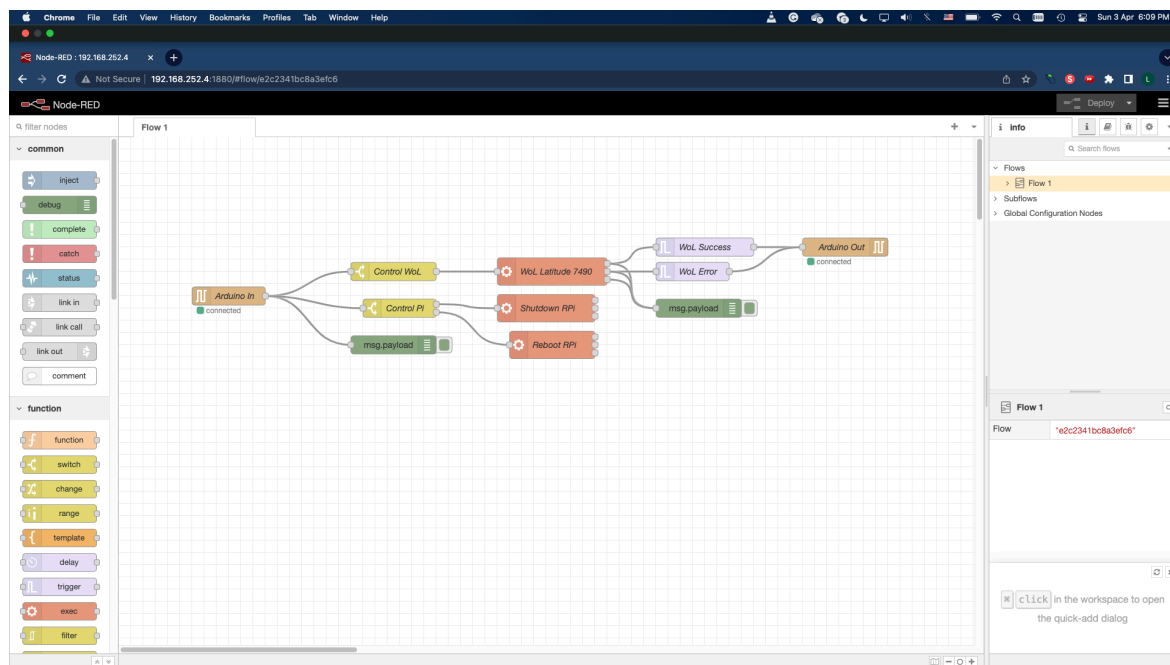 Chrome File Edit View History Bookmarks Profiles Tab Window Help Sun 3 Apr 6:09 PM
Node-RED : 192.168.252.4
Not Secure 192.168.252.4:1880/#flow/e2c2341bc8a3efc6
Node-RED Deploy
filter nodes Flow 1 info
common Search flows
Flows
inject Flow 1
debug Subflows
complete Global Configuration Nodes
catch
status
link in
link call
link out
comment
WoL Success Arduino Out
connected
Control WoL WoL Latitude 7490 WoL Error
Arduino In
connected
Control Pi Shutdown RPi msg.payload
msg.payload Reboot RPi
function
Flow 1
Flow "e2c2341bc8a3efc6"
function
switch
change
range
template
delay
trigger
exec
filter
⌘ click in the workspace to open
the quick-add dialog